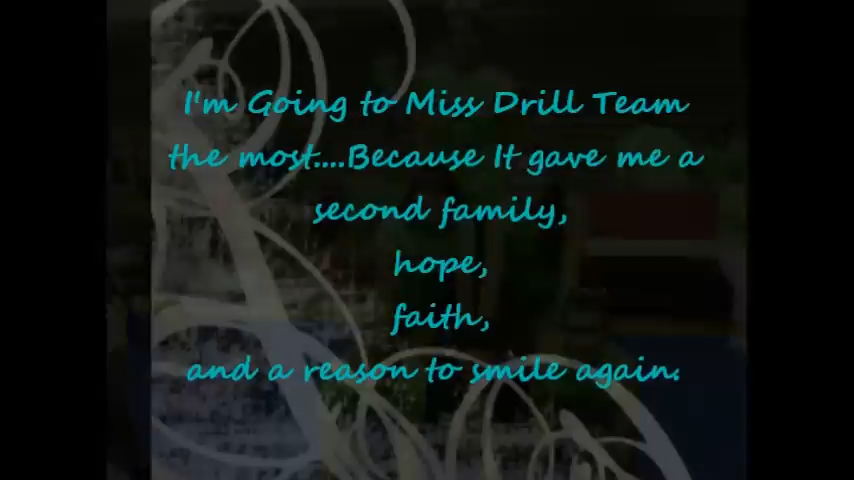 I'm Going to Miss Drill Team
the most....Because It gave me a
second family,
hope,
faith,
and a reason to smile again.